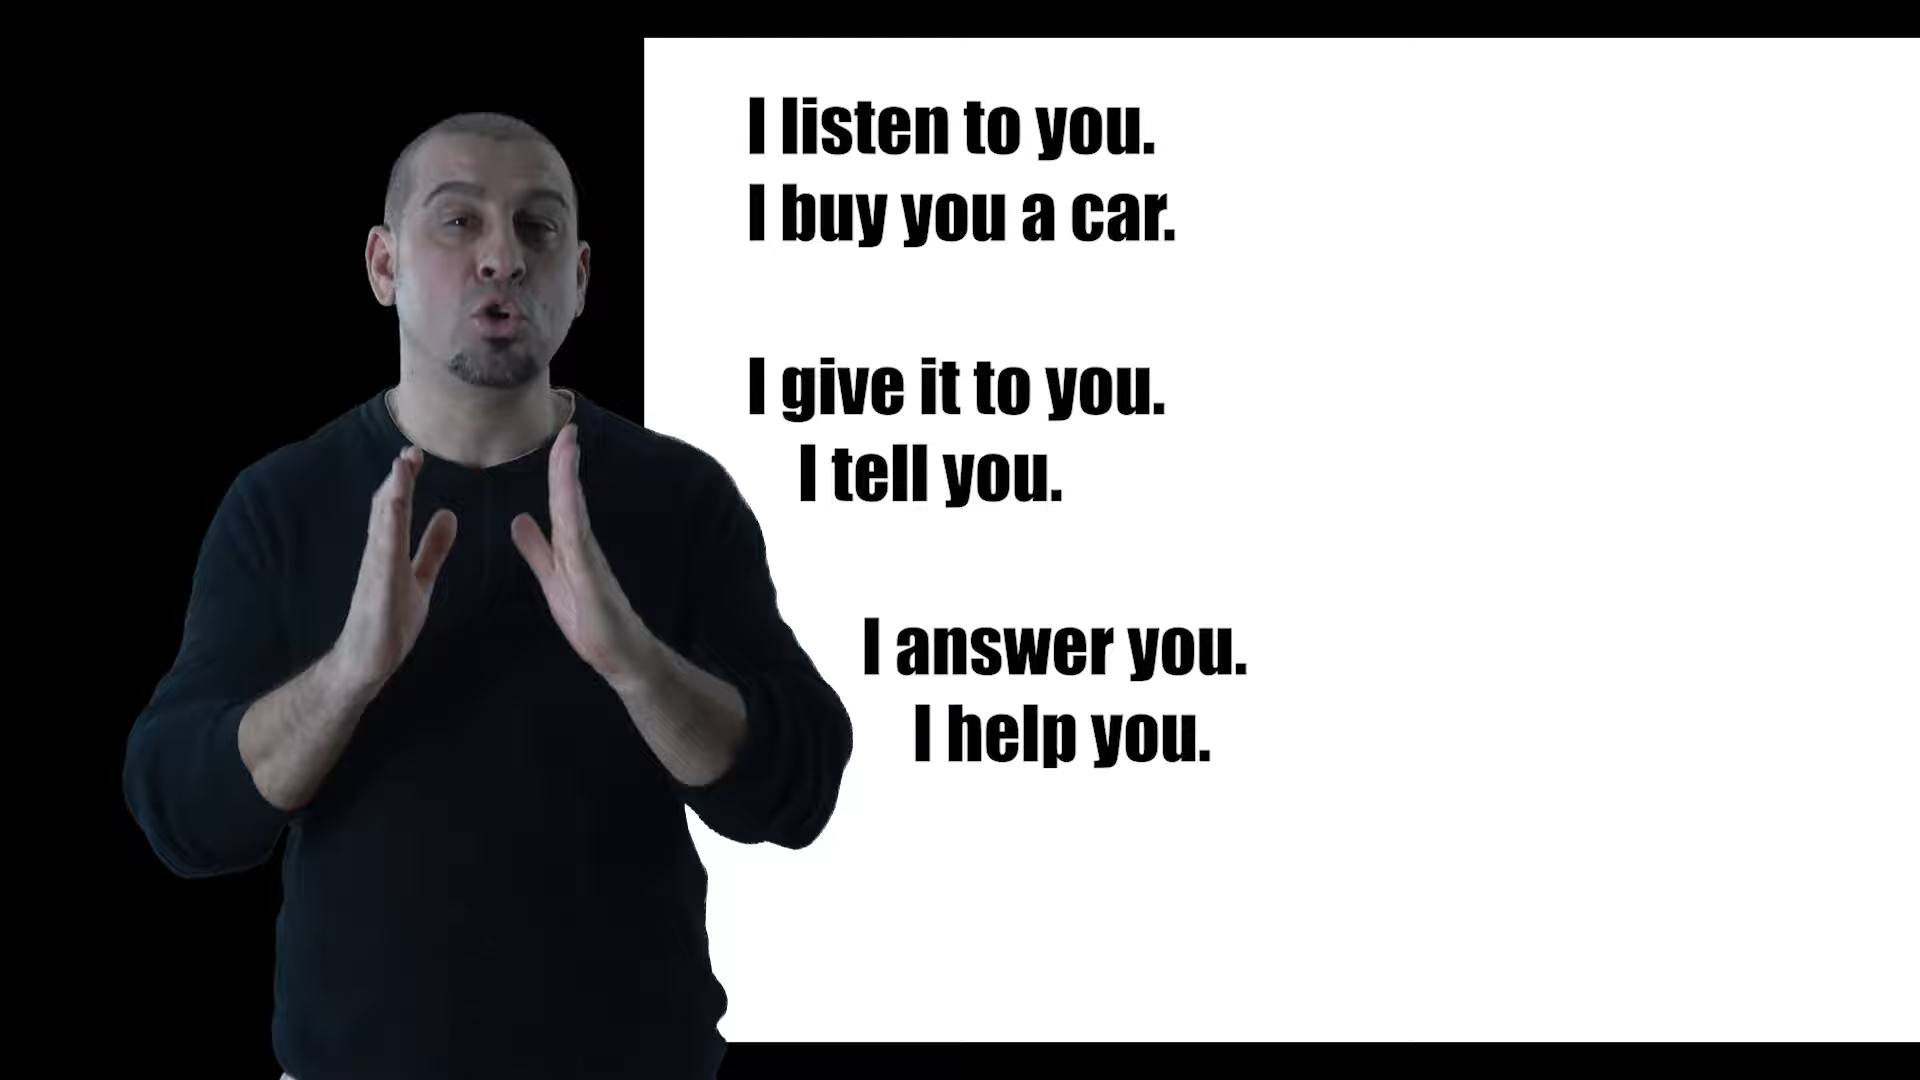 I listen to you.
I buy you a car.
I give it to you.
I tell you.
I answer you.
I help you.